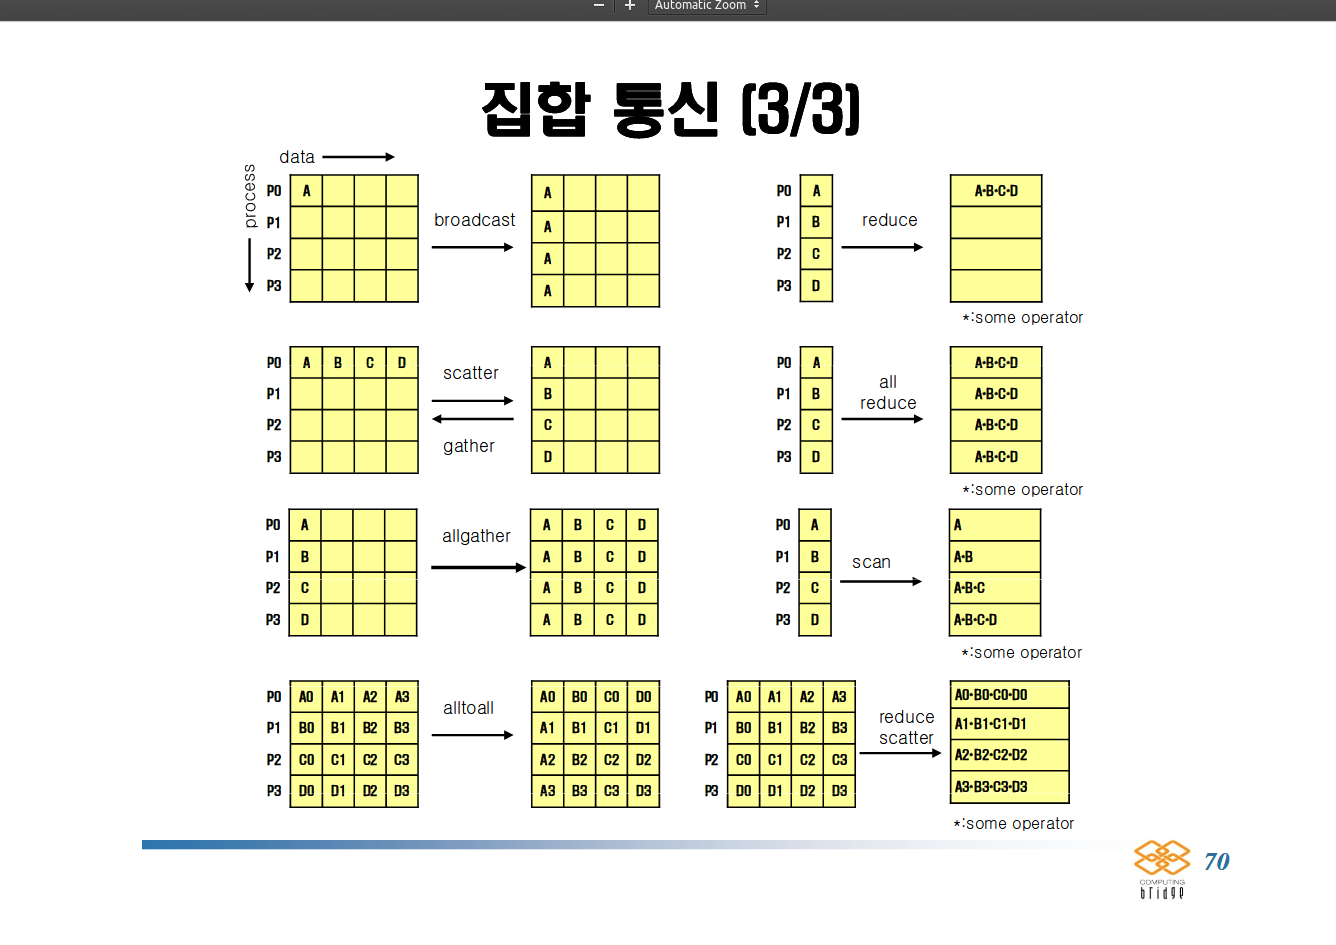 − + Automatic Zoom
집합 통신 (3/3)
data
process
P0 A
P1
P2
P3
broadcast
A
A
A
A
P0 A
P1 B
P2 C
P3 D
reduce
A*B*C*D
*:some operator
P0 A B C D
P1
P2
P3
scatter
gather
A
B
C
D
P0 A
P1 B
P2 C
P3 D
all
reduce
A*B*C*D
A*B*C*D
A*B*C*D
A*B*C*D
*:some operator
P0 A
P1 B
P2 C
P3 D
allgather
A B C D
A B C D
A B C D
A B C D
P0 A
P1 B
P2 C
P3 D
scan
A
A*B
A*B*C
A*B*C*D
*:some operator
P0 A0 A1 A2 A3
P1 B0 B1 B2 B3
P2 C0 C1 C2 C3
P3 D0 D1 D2 D3
alltoall
A0 B0 C0 D0
A1 B1 C1 D1
A2 B2 C2 D2
A3 B3 C3 D3
P0 A0 A1 A2 A3
P1 B0 B1 B2 B3
P2 C0 C1 C2 C3
P3 D0 D1 D2 D3
reduce
scatter
A0*B0*C0*D0
A1*B1*C1*D1
A2*B2*C2*D2
A3*B3*C3*D3
*:some operator
COMPUTING
bridge
70